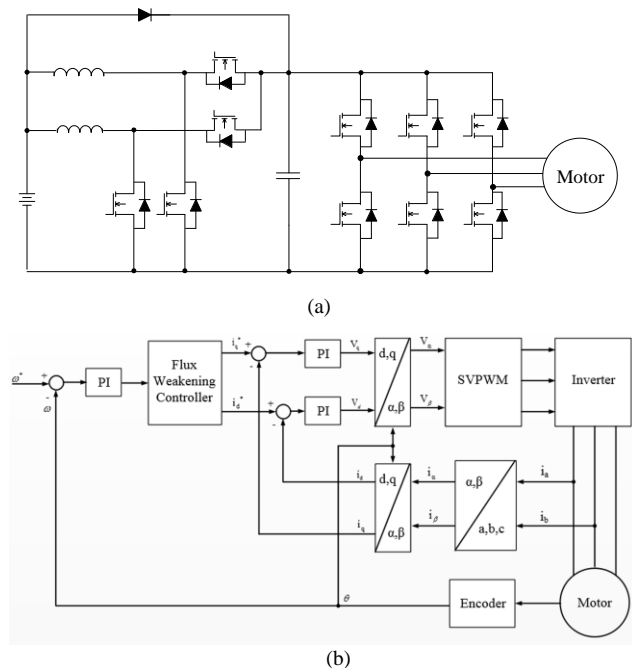 Motor
(a)
ω* + - ω
PI
Flux
Weakening
Controller
i_q* + -
i_d* + -
PI
V_q
PI
V_d
d,q
α,β
V_α
V_β
SVPWM
Inverter
i_d
i_q
d,q
α,β
i_α
i_β
α,β
a,b,c
i_a
i_b
θ
Encoder
Motor
(b)